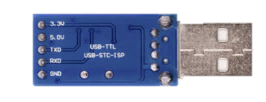 3.3V
5.0V
TXD
RXD
GND
USB-TTL
USB-STC-ISP